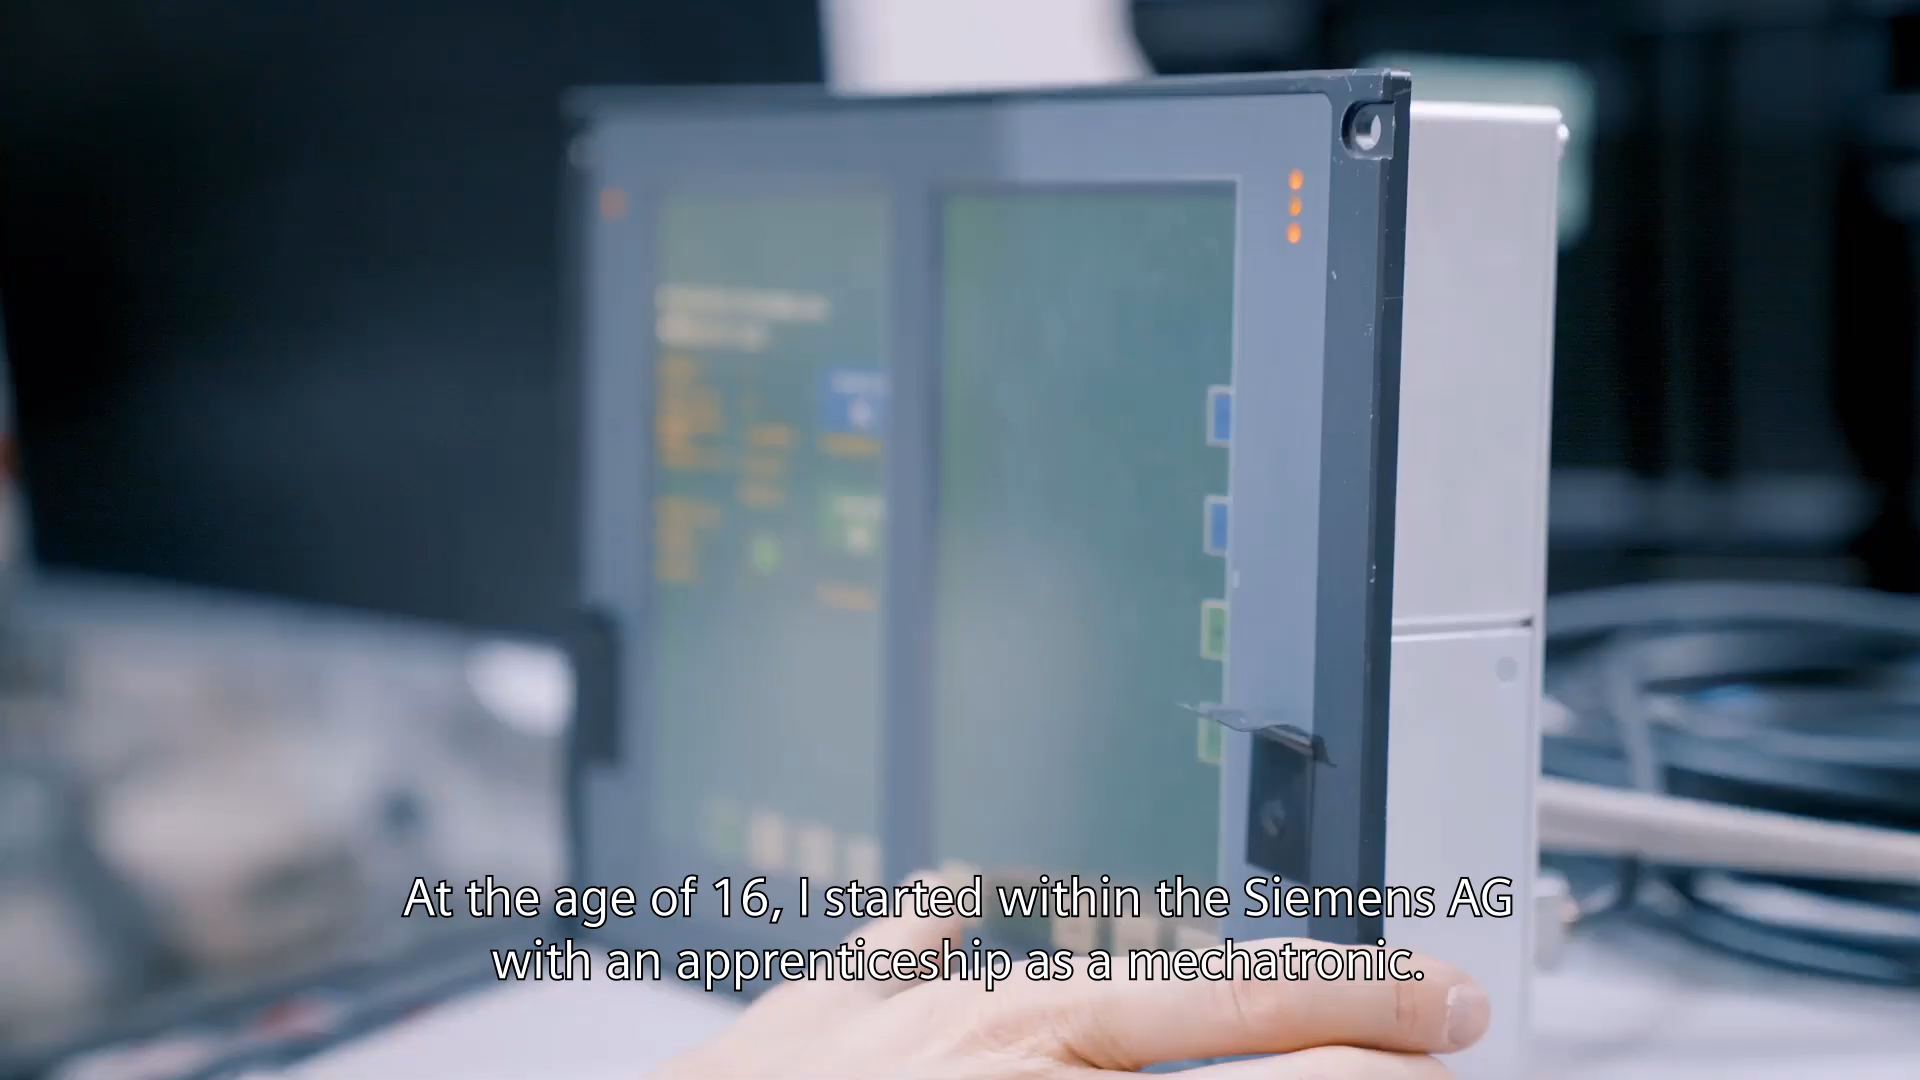 At the age of 16, I started within the Siemens AG
with an apprenticeship as a mechatronic.